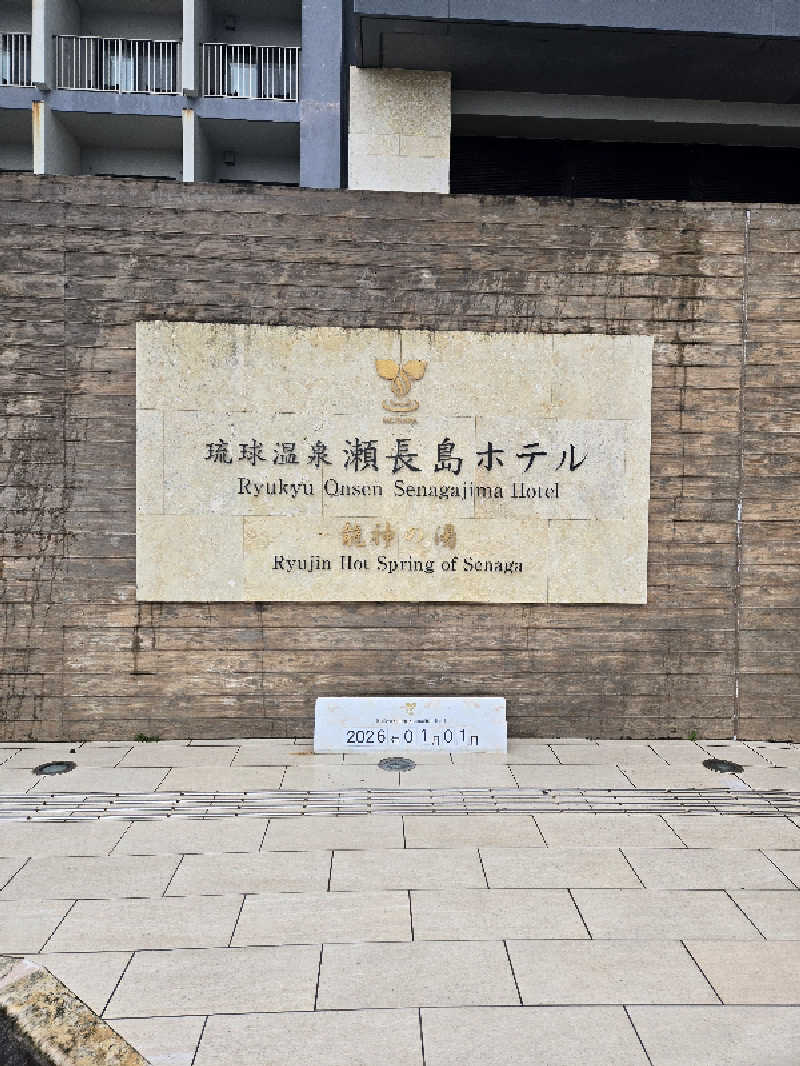 琉球温泉 瀬長島ホテル
Ryukyu Onsen Senagajima Hotel
龍神の湯
Ryujin Hot Spring of Senaga
2026年01月01日